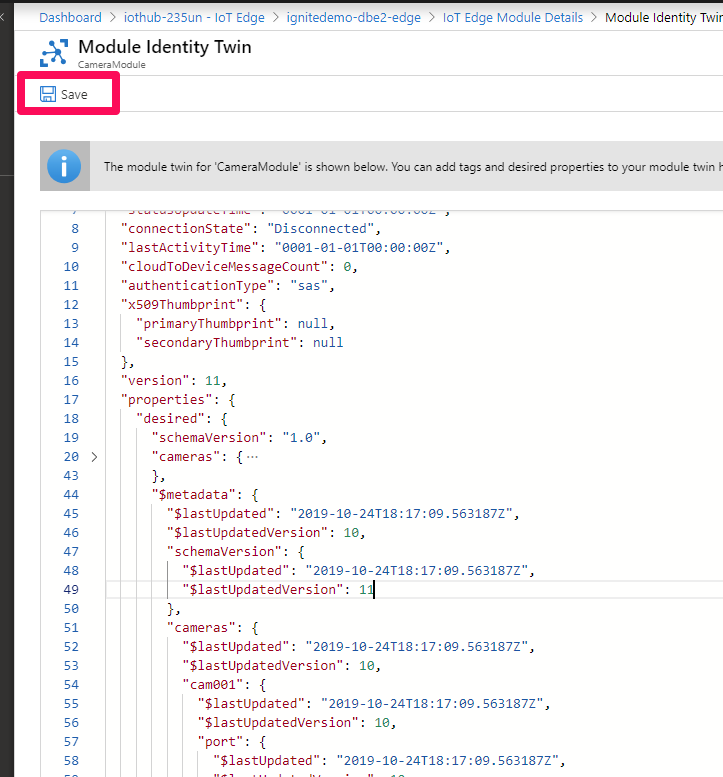 Dashboard > iothub-235un - IoT Edge > ignitedemo-dbe2-edge > IoT Edge Module Details > Module Identity Twin
Module Identity Twin
CameraModule
Save
The module twin for 'CameraModule' is shown below. You can add tags and desired properties to your module twin
7 "statusUpdateTime": "0001-01-01T00:00:00Z",
8 "connectionState": "Disconnected",
9 "lastActivityTime": "0001-01-01T00:00:00Z",
10 "cloudToDeviceMessageCount": 0,
11 "authenticationType": "sas",
12 "x509Thumbprint": {
13 "primaryThumbprint": null,
14 "secondaryThumbprint": null
15 },
16 "version": 11,
17 "properties": {
18 "desired": {
19 "schemaVersion": "1.0",
20 > "cameras": {···
43 },
44 "$metadata": {
45 "$lastUpdated": "2019-10-24T18:17:09.563187Z",
46 "$lastUpdatedVersion": 10,
47 "schemaVersion": {
48 "$lastUpdated": "2019-10-24T18:17:09.563187Z",
49 "$lastUpdatedVersion": 11
50 },
51 "cameras": {
52 "$lastUpdated": "2019-10-24T18:17:09.563187Z",
53 "$lastUpdatedVersion": 10,
54 "cam001": {
55 "$lastUpdated": "2019-10-24T18:17:09.563187Z",
56 "$lastUpdatedVersion": 10,
57 "port": {
58 "$lastUpdated": "2019-10-24T18:17:09.563187Z",